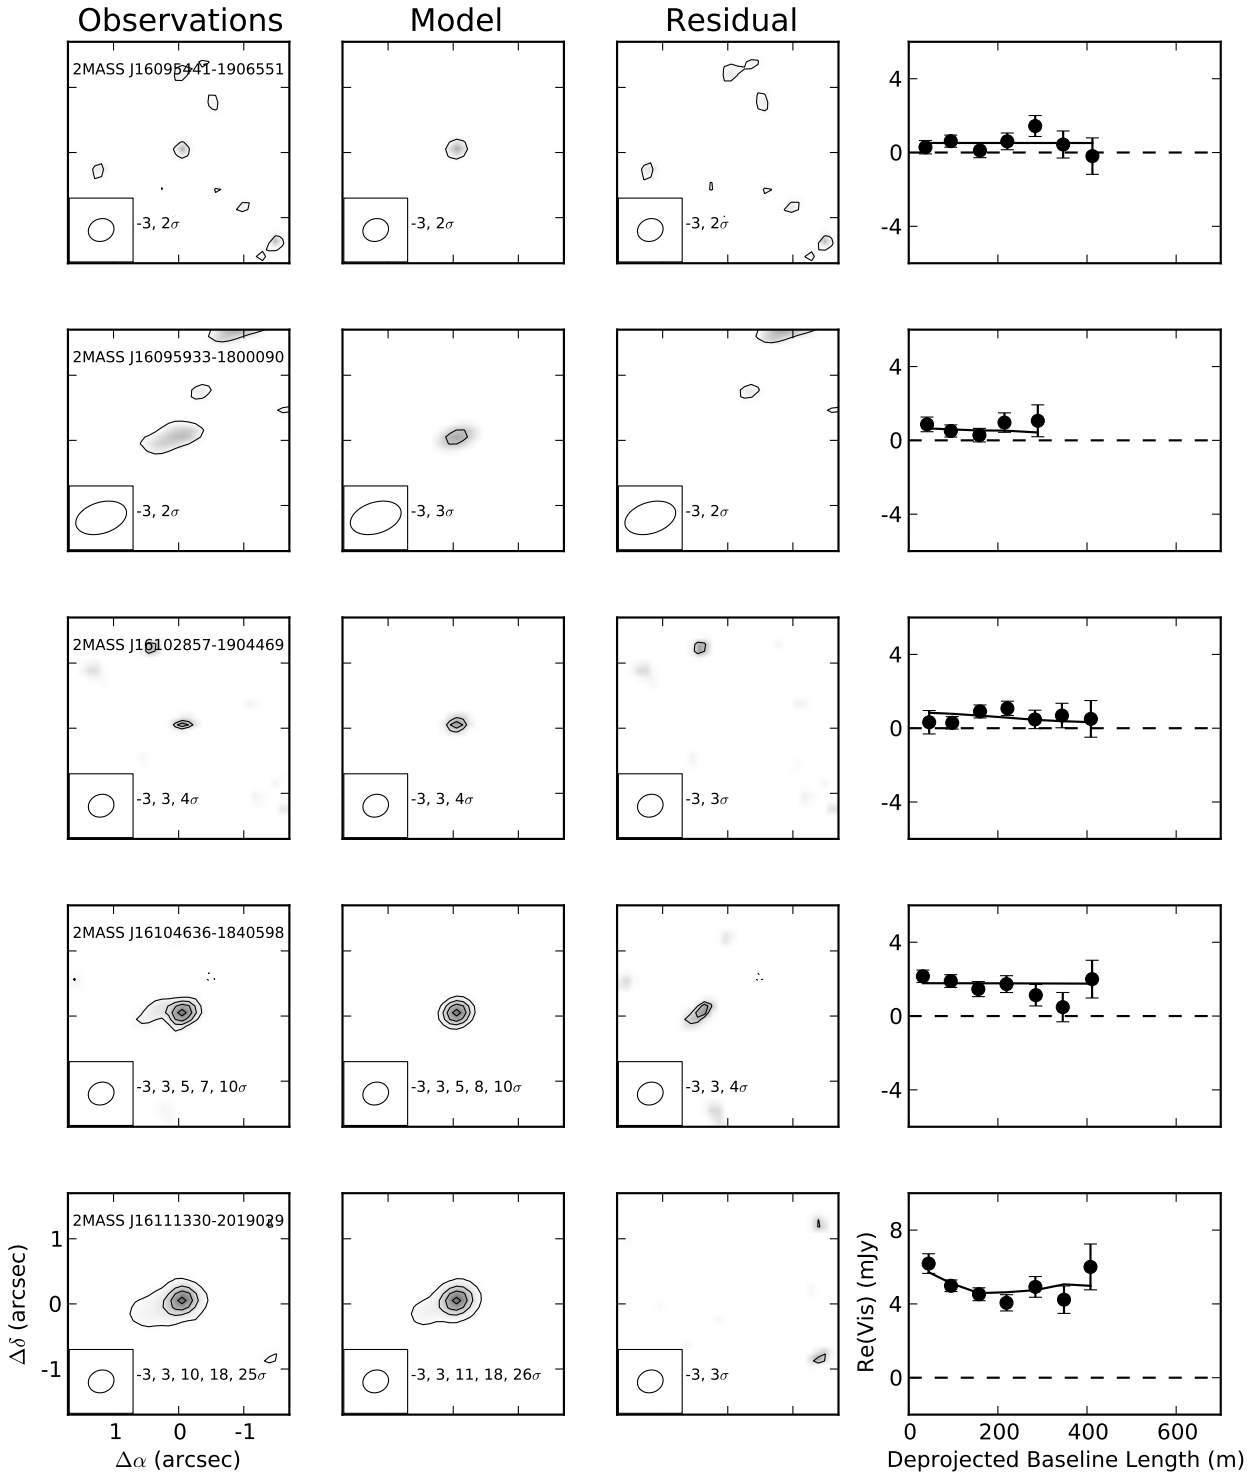 Observations Model Residual
2MASS J16095441-1906551
4
0
-4
-3, 2σ -3, 2σ -3, 2σ
2MASS J16095933-1800090
4
0
-4
-3, 2σ -3, 3σ -3, 2σ
2MASS J16102857-1904469
4
0
-4
-3, 3, 4σ -3, 3, 4σ -3, 3σ
2MASS J16104636-1840598
4
0
-4
-3, 3, 5, 7, 10σ -3, 3, 5, 8, 10σ -3, 3, 4σ
2MASS J16111330-2019029
1
0
-1
Δδ (arcsec)
-3, 3, 10, 18, 25σ -3, 3, 11, 18, 26σ -3, 3σ
8
4
0
Re(Vis) (mJy)
1 0 -1
Δα (arcsec)
0 200 400 600
Deprojected Baseline Length (m)